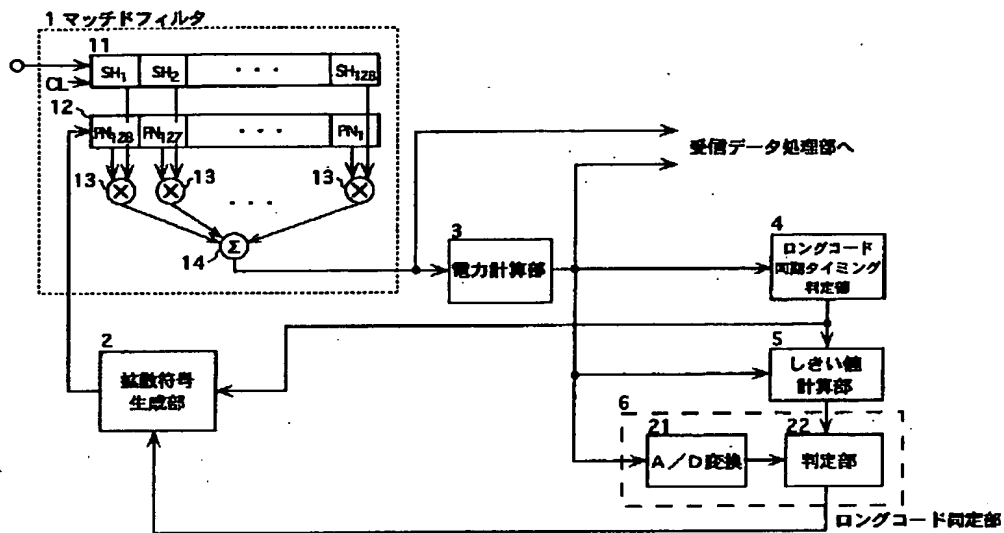 1 マッチドフィルタ
11
SH1 SH2 ・・・ SH128
CL
12
PN128 PN127 ・・・ PN1
13 13 ・・・ 13
Σ
14
受信データ処理部へ
3
電力計算部
4
ロングコード
同期タイミング
判定部
2
拡散符号
生成部
5
しきい値
計算部
6
21
A/D変換
22
判定部
ロングコード同定部